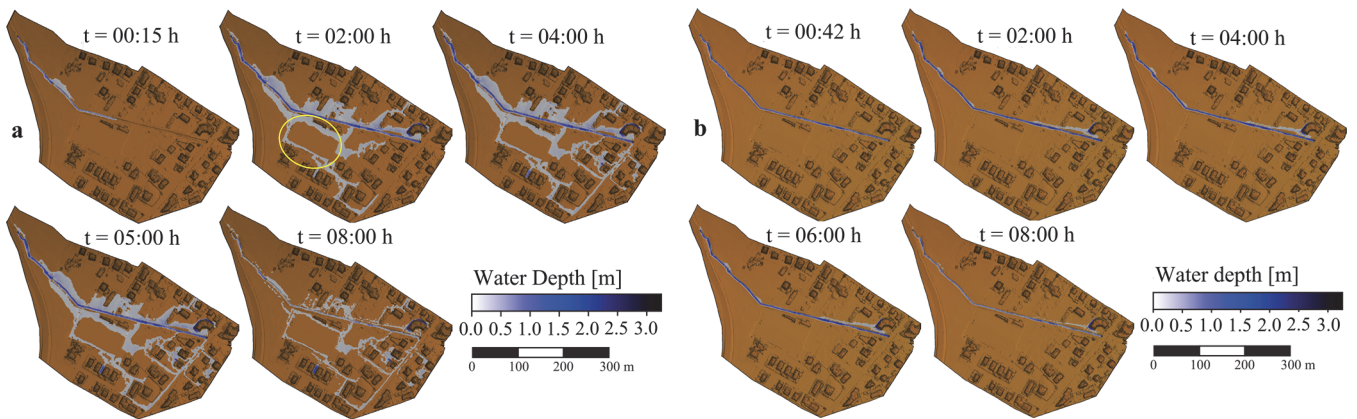 t = 00:15 h
t = 02:00 h
t = 04:00 h
a
t = 05:00 h
t = 08:00 h
Water Depth [m]
0.0 0.5 1.0 1.5 2.0 2.5 3.0
0 100 200 300 m
t = 00:42 h
t = 02:00 h
t = 04:00 h
b
t = 06:00 h
t = 08:00 h
Water depth [m]
0.0 0.5 1.0 1.5 2.0 2.5 3.0
0 100 200 300 m